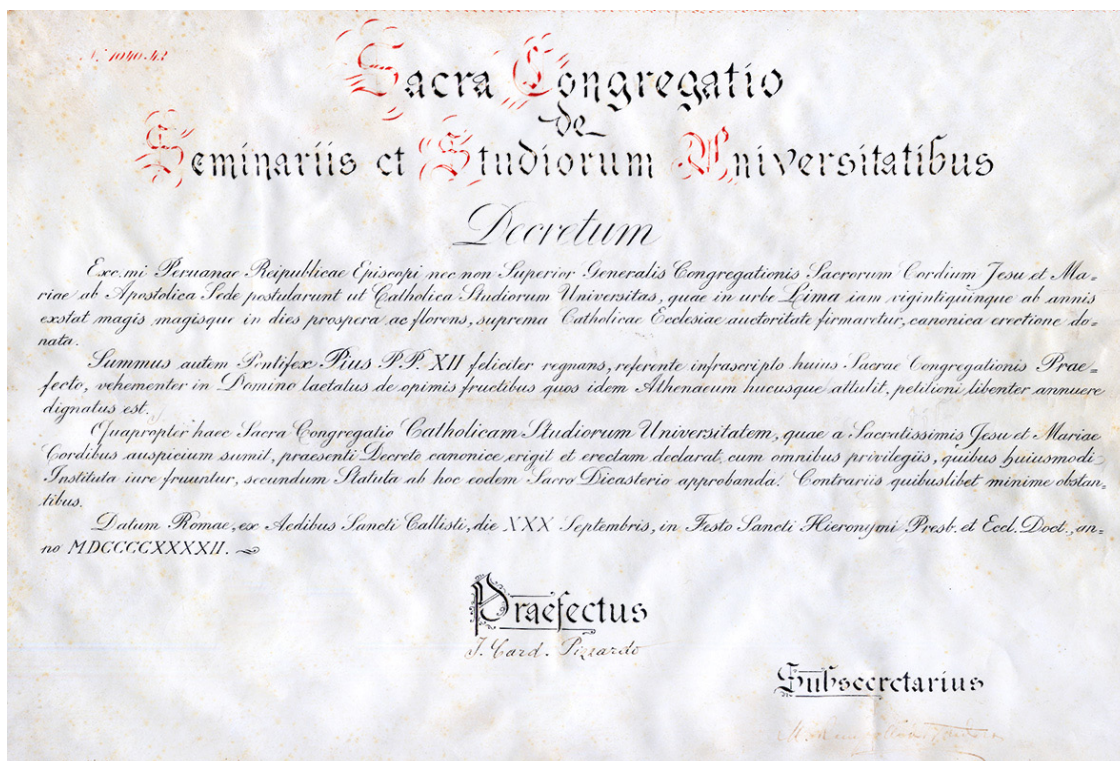 N. 1040.42
Sacra Congregatio
de
Seminariis et Studiorum Universitatibus
Decretum
Exc.mi Peruanae Reipublicae Episcopi nec non Superior Generalis Congregationis Sacrorum Cordium Jesu et Ma=
riae ab Apostolica Sede postularunt ut Catholica Studiorum Universitas, quae in urbe Lima iam vigintiquinque ab annis
exstat magis magisque in dies prospera ac florens, suprema Catholicae Ecclesiae auctoritate firmaretur, canonica erectione do=
nata.
Summus autem Pontifex Pius P.P. XII feliciter regnans, referente infrascripto huius Sacrae Congregationis Prae=
fecto, vehementer in Domino laetatus de opimis fructibus quos idem Athenaeum hucusque attulit, petitioni libenter annuere
dignatus est.
Quapropter haec Sacra Congregatio Catholicam Studiorum Universitatem, quae a Sacratissimis Jesu et Mariae
Cordibus auspicium sumit, praesenti Decreto canonice erigit et erectam declarat, cum omnibus privilegiis, quibus huiusmodi
Instituta iure fruuntur, secundum Statuta ab hoc eodem Sacro Dicasterio approbanda. Contrariis quibuslibet minime obstan=
tibus.
Datum Romae, ex Aedibus Sancti Callisti, die XXX Septembris, in Festo Sancti Hieronymi Presb. et Eccl. Doct., an=
no MDCCCCXXXXII.
Praefectus
J. Card. Pizzardo
Subsecretarius